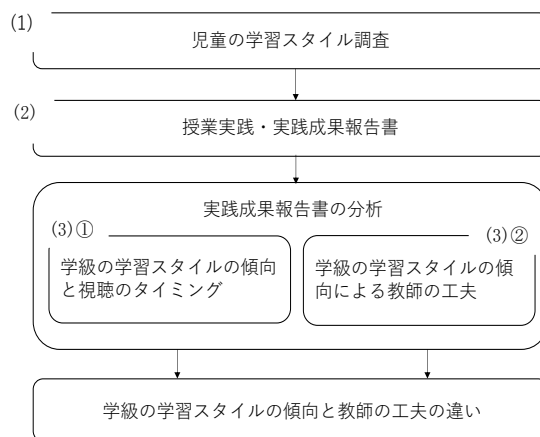 (1)
児童の学習スタイル調査
(2)
授業実践・実践成果報告書
実践成果報告書の分析
(3)①
学級の学習スタイルの傾向
と視聴のタイミング
(3)②
学級の学習スタイルの傾
向による教師の工夫
学級の学習スタイルの傾向と教師の工夫の違い